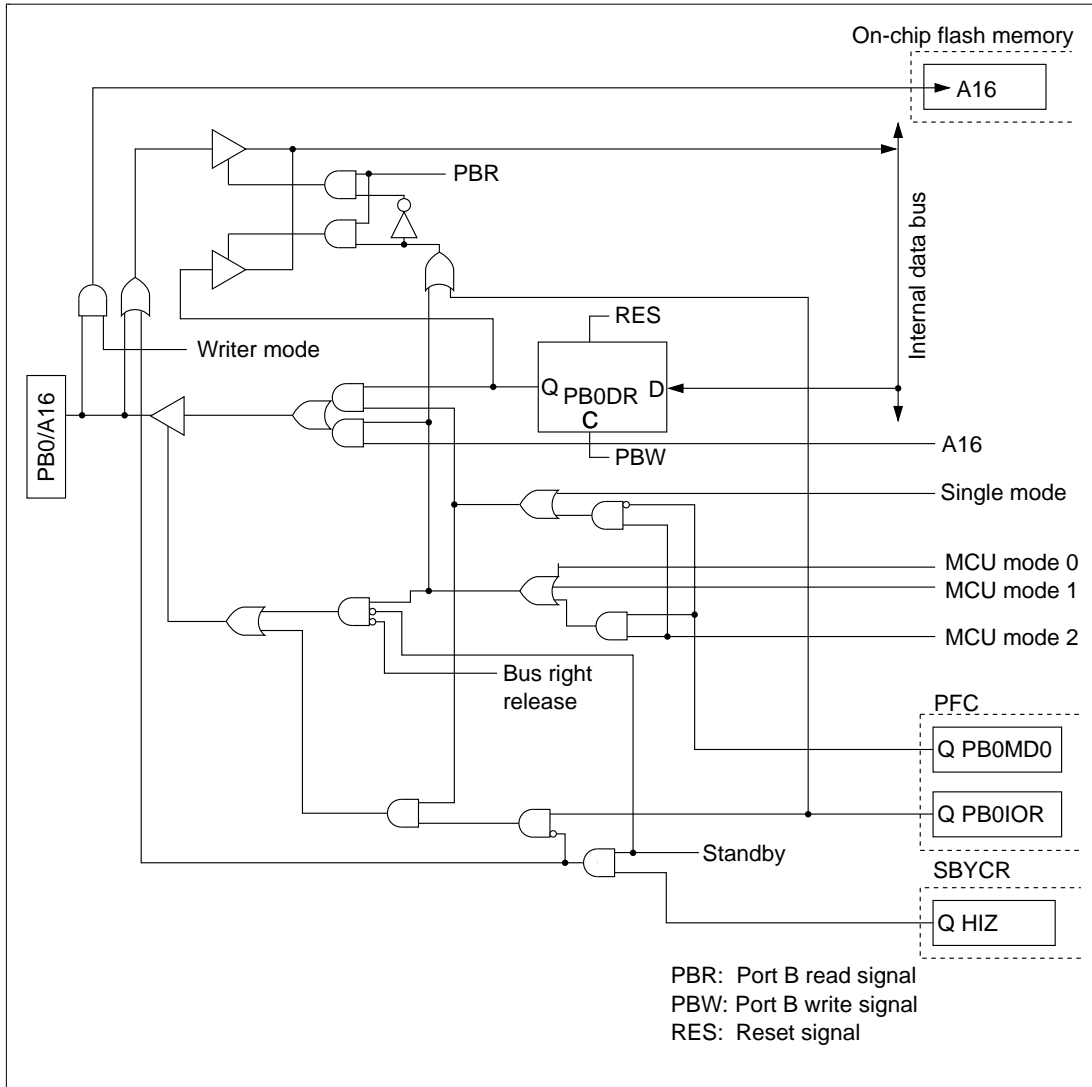 On-chip flash memory
A16
PBR
Internal data bus
RES
Writer mode
Q PB0DR D
C
PB0/A16
PBW
A16
Single mode
MCU mode 0
MCU mode 1
MCU mode 2
Bus right
release
PFC
Q PB0MD0
Q PB0IOR
Standby
SBYCR
Q HIZ
PBR: Port B read signal
PBW: Port B write signal
RES: Reset signal